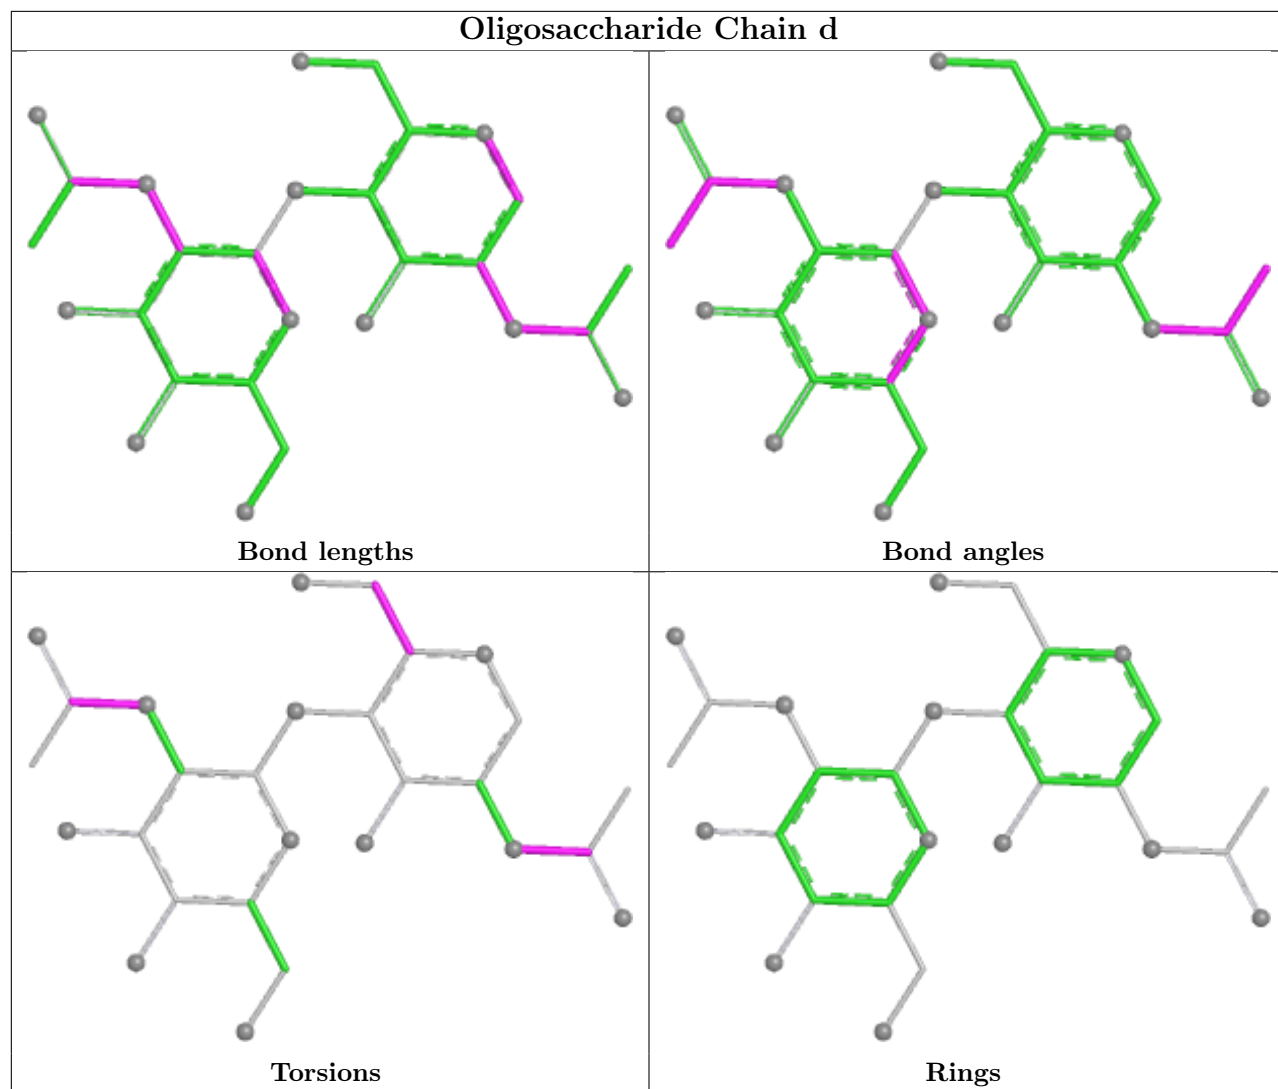 Oligosaccharide Chain d
Bond lengths
Bond angles
Torsions
Rings